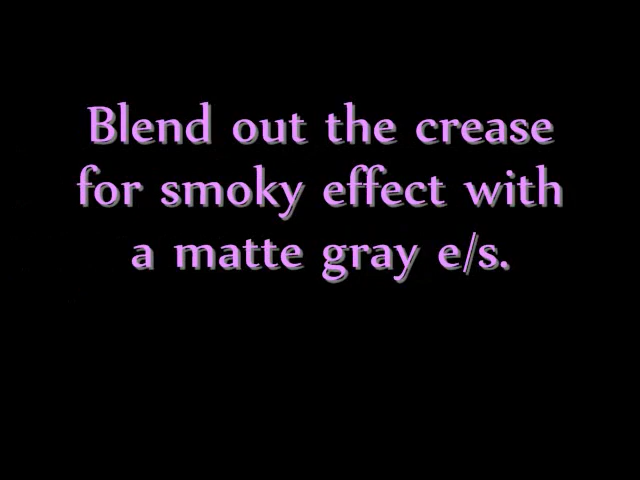 Blend out the crease
for smoky effect with
a matte gray e/s.